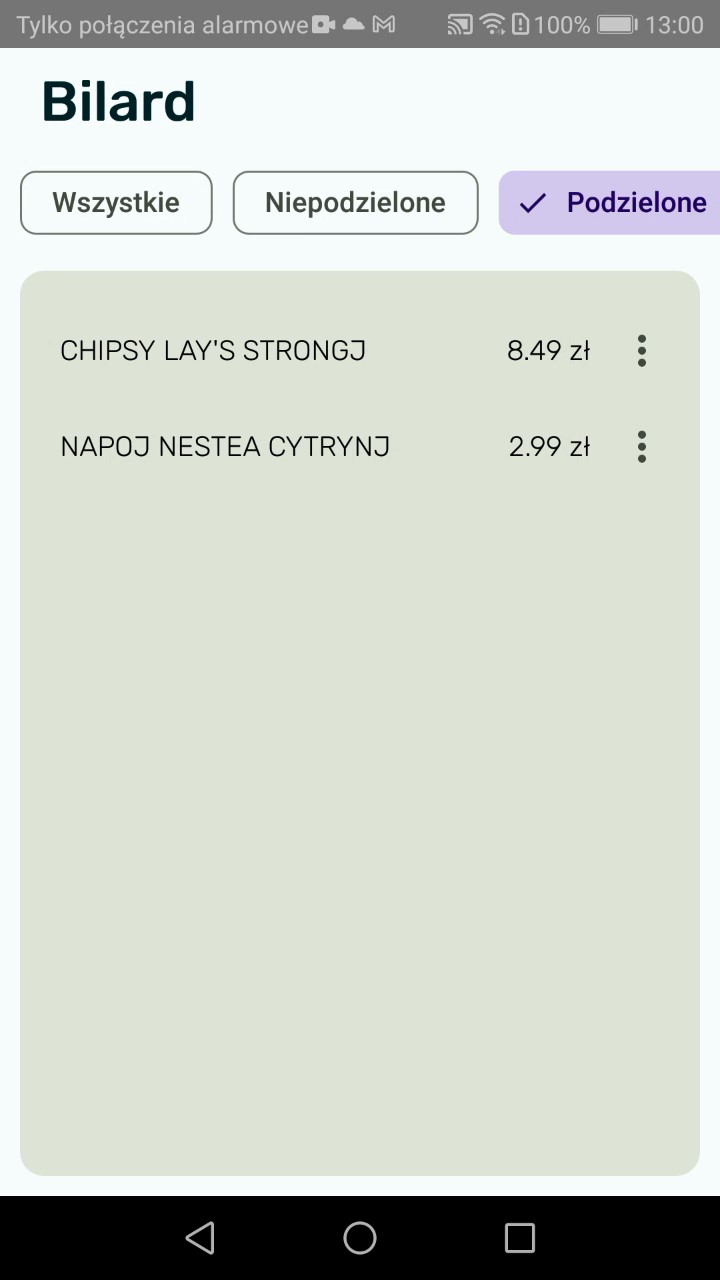 Tylko połączenia alarmowe 100% 13:00
Bilard
Wszystkie Niepodzielone Podzielone
CHIPSY LAY'S STRONGJ 8.49 zł
NAPOJ NESTEA CYTRYNJ 2.99 zł